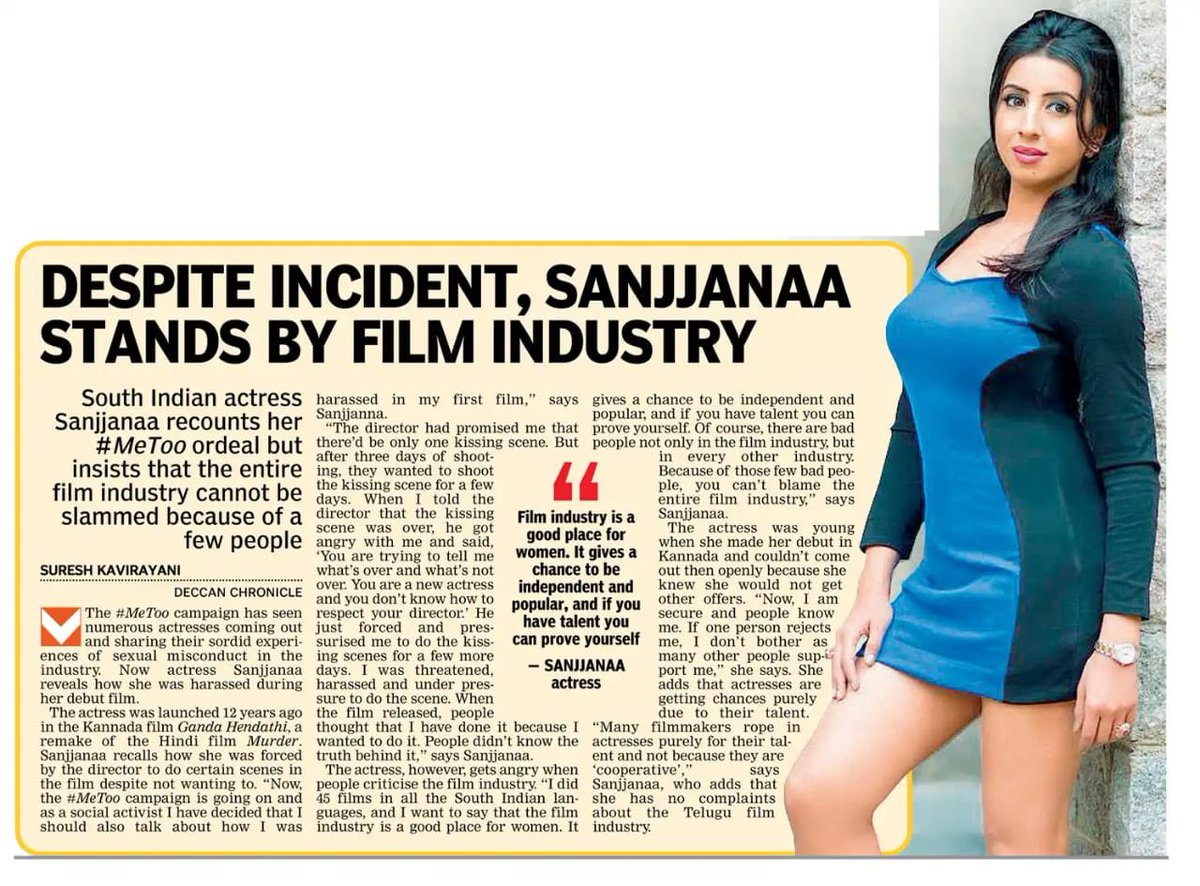 DESPITE INCIDENT, SANJJANAA
STANDS BY FILM INDUSTRY
South Indian actress
Sanjjanaa recounts her
#MeToo ordeal but
insists that the entire
film industry cannot be
slammed because of a
few people
SURESH KAVIRAYANI
DECCAN CHRONICLE
The #MeToo campaign has seen
numerous actresses coming out
and sharing their sordid experi-
ences of sexual misconduct in the
industry. Now actress Sanjjanaa
reveals how she was harassed during
her debut film.
The actress was launched 12 years ago
in the Kannada film Ganda Hendathi, a
remake of the Hindi film Murder.
Sanjjanaa recalls how she was forced
by the director to do certain scenes in
the film despite not wanting to. “Now,
the #MeToo campaign is going on and
as a social activist I have decided that I
should also talk about how I was
harassed in my first film,” says
Sanjjanna.
“The director had promised me that
there’d be only one kissing scene. But
after three days of shoot-
ing, they wanted to shoot
the kissing scene for a few
days. When I told the
director that the kissing
scene was over, he got
angry with me and said,
‘You are trying to tell me
what’s over and what’s not
over. You are a new actress
and you don’t know how to
respect your director.’ He
just forced and pres-
surised me to do the kiss-
ing scenes for a few more
days. I was threatened,
harassed and under pres-
sure to do the scene. When
the film released, people
thought that I have done it because I
wanted to do it. People didn’t know the
truth behind it,” says Sanjjanaa.
The actress, however, gets angry when
people criticise the film industry. “I did
45 films in all the South Indian lan-
guages, and I want to say that the film
industry is a good place for women. It
“
Film industry is a
good place for
women. It gives a
chance to be
independent and
popular, and if you
have talent you
can prove yourself
— SANJJANAA
actress
gives a chance to be independent and
popular, and if you have talent you can
prove yourself. Of course, there are bad
people not only in the film industry, but
in every other industry.
Because of those few bad peo-
ple, you can’t blame the
entire film industry,” says
Sanjjanaa.
The actress was young
when she made her debut in
Kannada and couldn’t come
out then openly because she
knew she would not get
other offers. “Now, I am
secure and people know
me. If one person rejects
me, I don’t bother as
many other people sup-
port me,” she says. She
adds that actresses are
getting chances purely
due to their talent.
“Many filmmakers rope in
actresses purely for their tal-
ent and not because they are
‘cooperative’,” says
Sanjjanaa, who adds that
she has no complaints
about the Telugu film
industry.